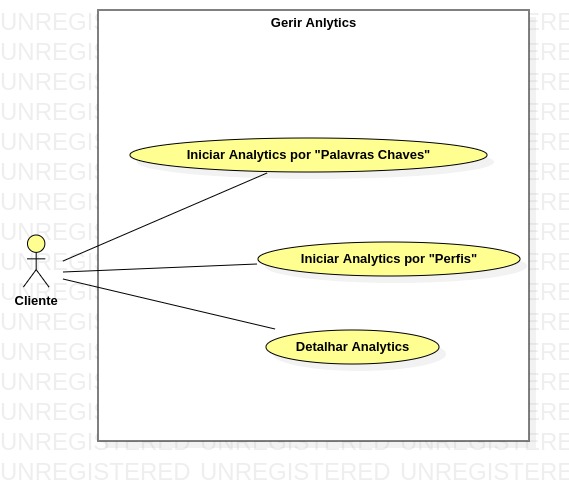 Gerir Anlytics
Iniciar Analytics por "Palavras Chaves"
Iniciar Analytics por "Perfis"
Cliente
Detalhar Analytics
UNREGISTERED UNREGISTERED UNREGISTERED